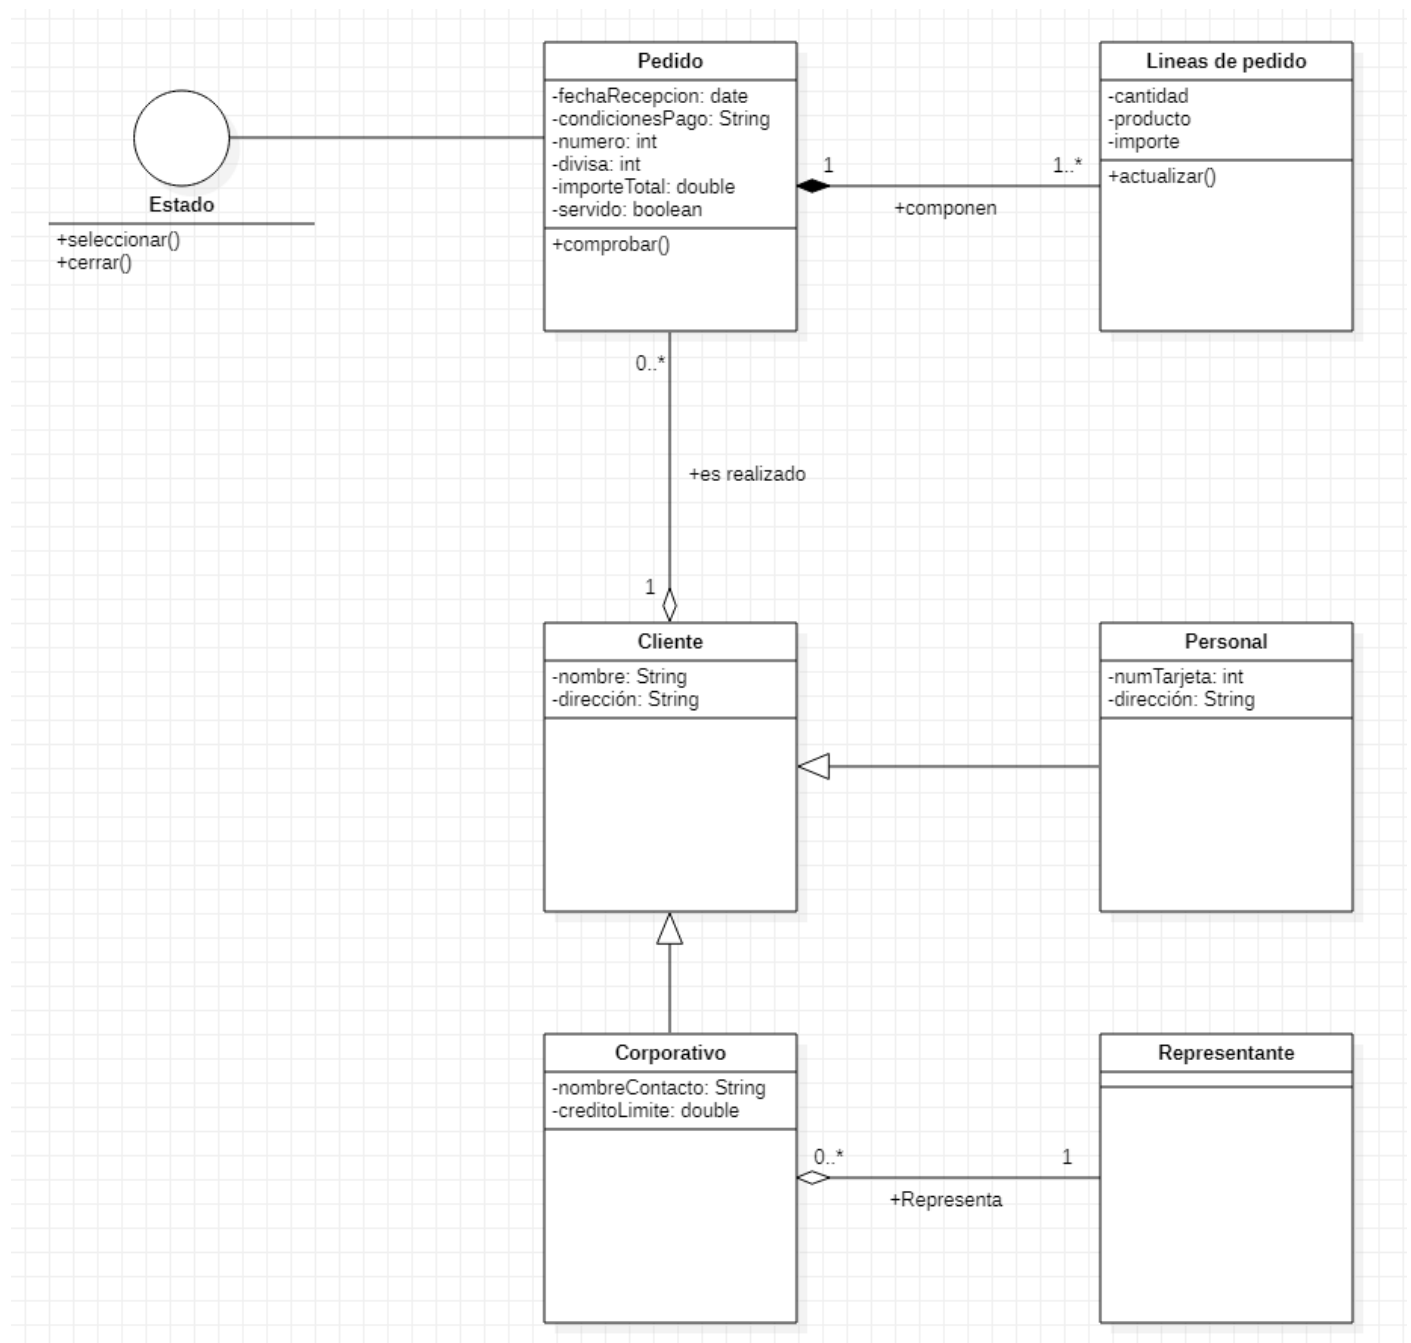 Estado
+seleccionar()
+cerrar()
Pedido
-fechaRecepcion: date
-condicionesPago: String
-numero: int
-divisa: int
-importeTotal: double
-servido: boolean
+comprobar()
1
1..*
+componen
Lineas de pedido
-cantidad
-producto
-importe
+actualizar()
0..*
+es realizado
1
Cliente
-nombre: String
-dirección: String
Personal
-numTarjeta: int
-dirección: String
Corporativo
-nombreContacto: String
-creditoLimite: double
0..*
1
+Representa
Representante